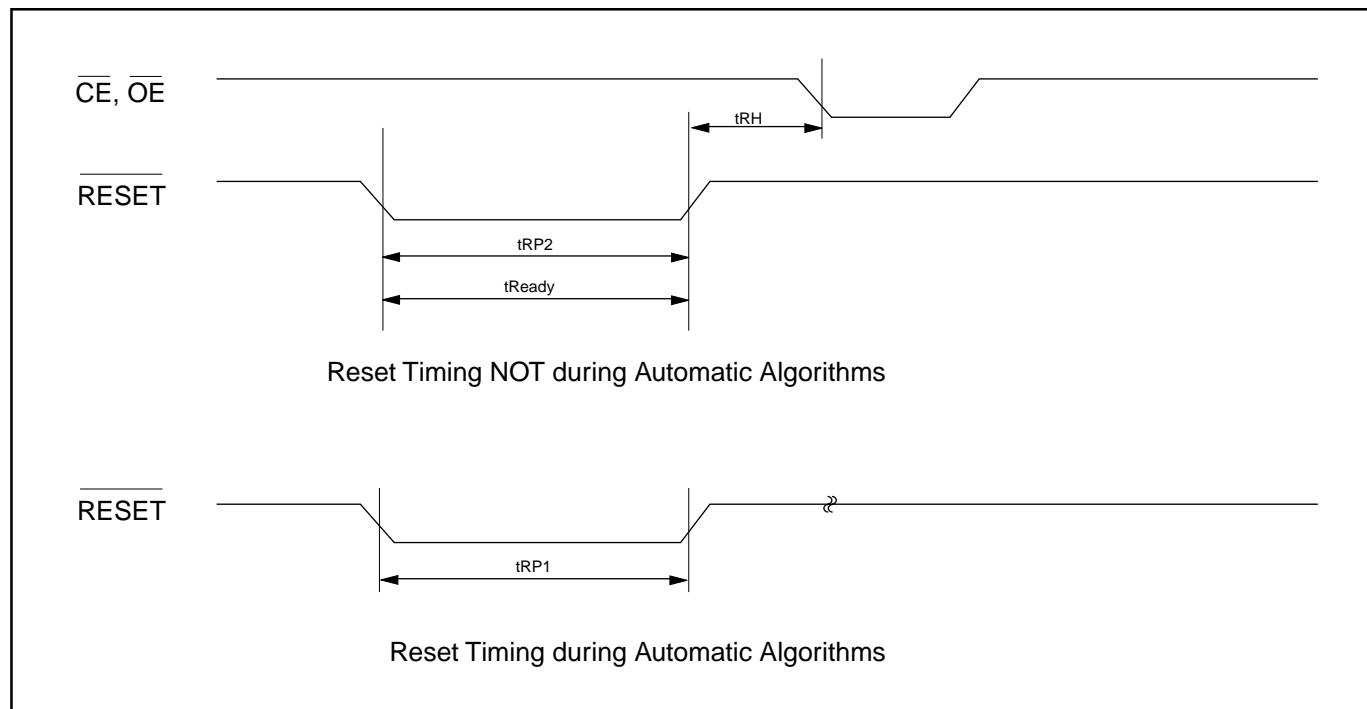 CE, OE
tRH
RESET
tRP2
tReady
Reset Timing NOT during Automatic Algorithms
RESET
tRP1
Reset Timing during Automatic Algorithms